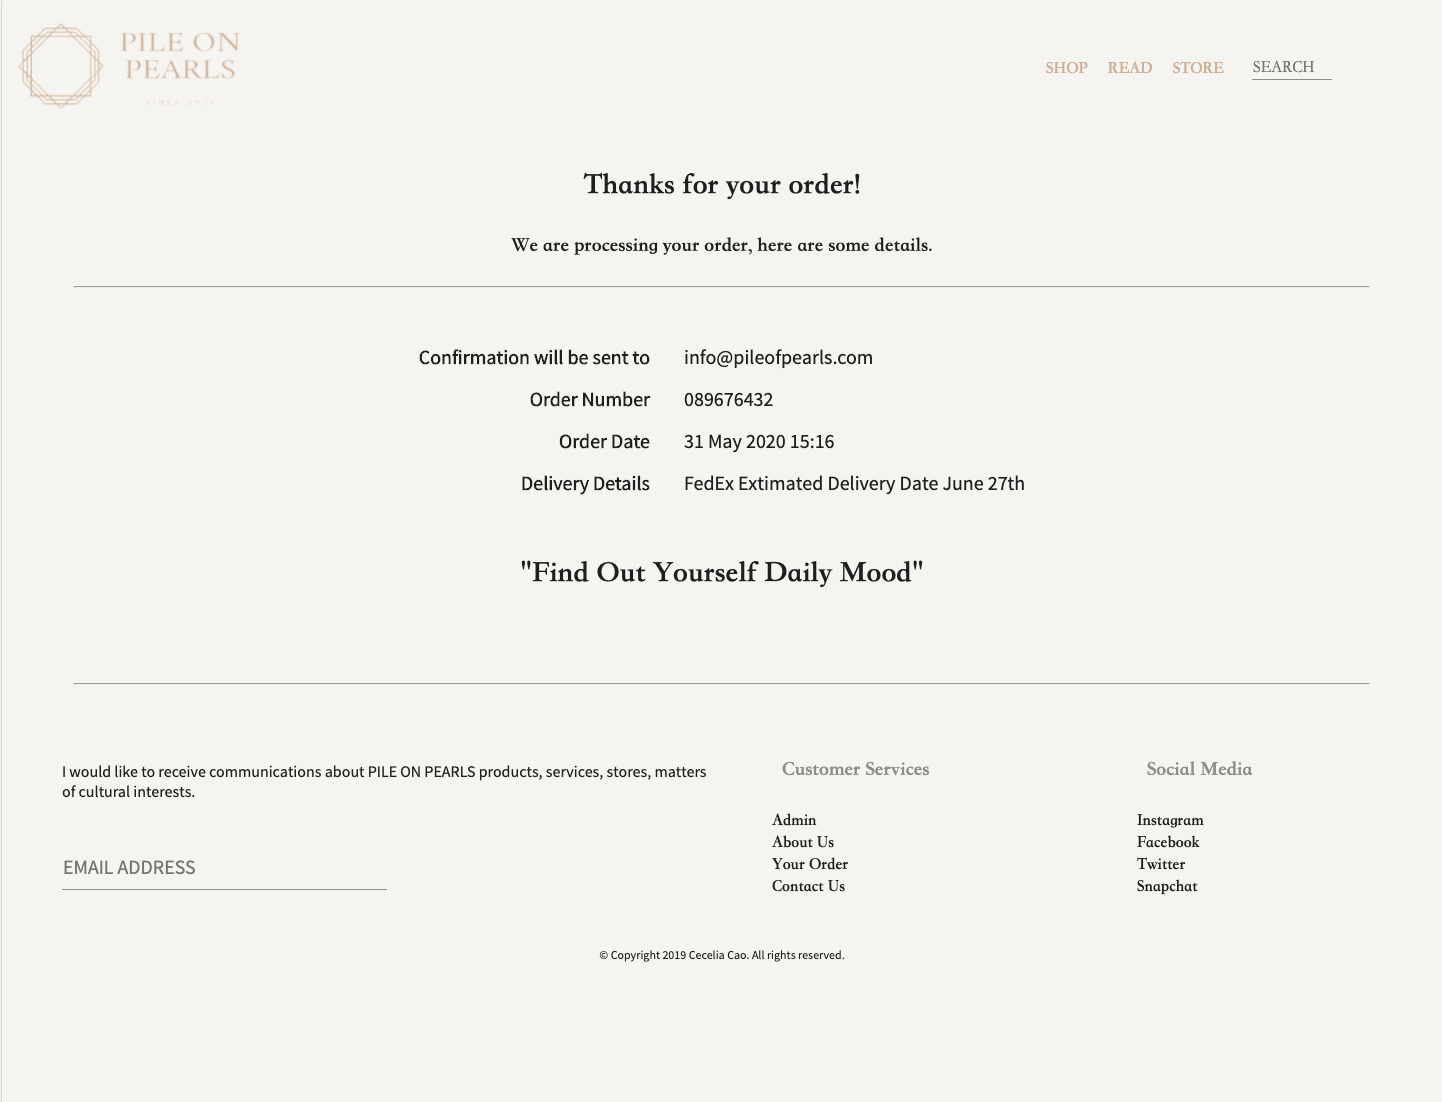 PILE ON
PEARLS
SHOP READ STORE SEARCH
Thanks for your order!
We are processing your order, here are some details.
Confirmation will be sent to info@pileofpearls.com
Order Number 089676432
Order Date 31 May 2020 15:16
Delivery Details FedEx Extimated Delivery Date June 27th
"Find Out Yourself Daily Mood"
I would like to receive communications about PILE ON PEARLS products, services, stores, matters
of cultural interests.
EMAIL ADDRESS
Customer Services
Admin
About Us
Your Order
Contact Us
Social Media
Instagram
Facebook
Twitter
Snapchat
© Copyright 2019 Cecelia Cao. All rights reserved.